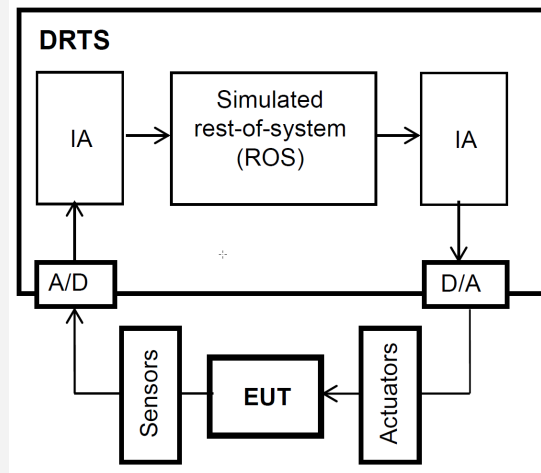 DRTS
IA
Simulated
rest-of-system
(ROS)
IA
A/D
D/A
Sensors
EUT
Actuators